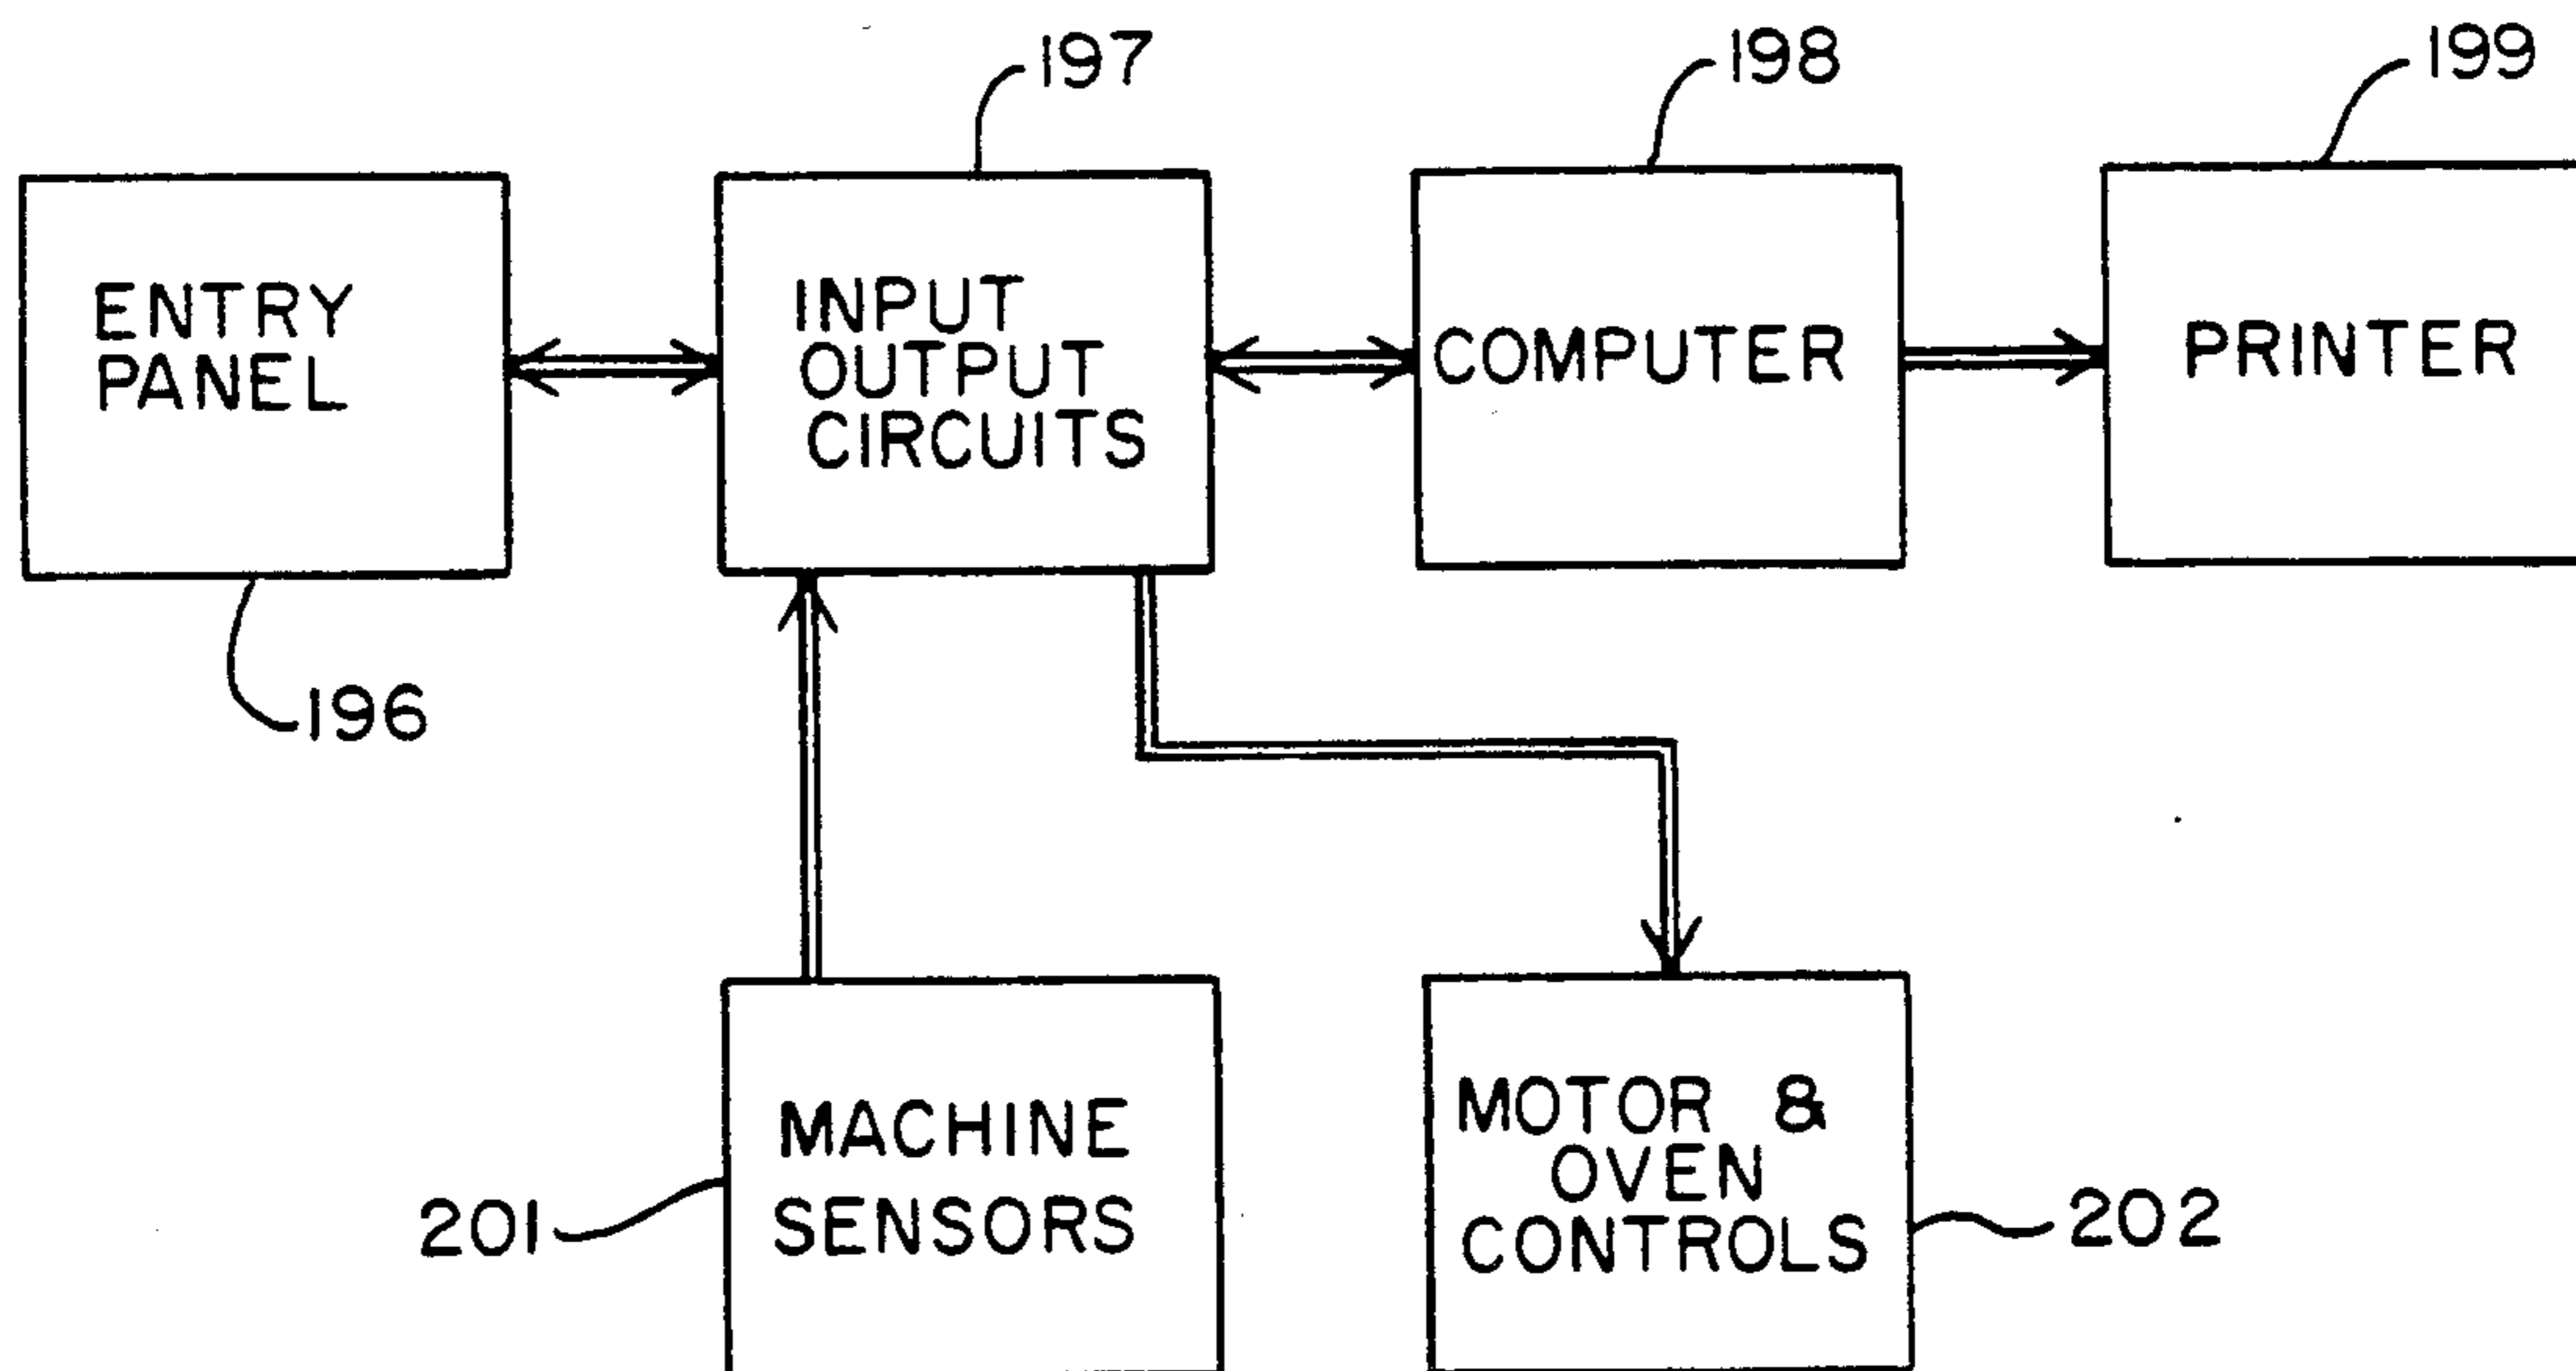 197
198
199
ENTRY
PANEL
INPUT
OUTPUT
CIRCUITS
COMPUTER
PRINTER
196
MACHINE
SENSORS
201
MOTOR &
OVEN
CONTROLS
202